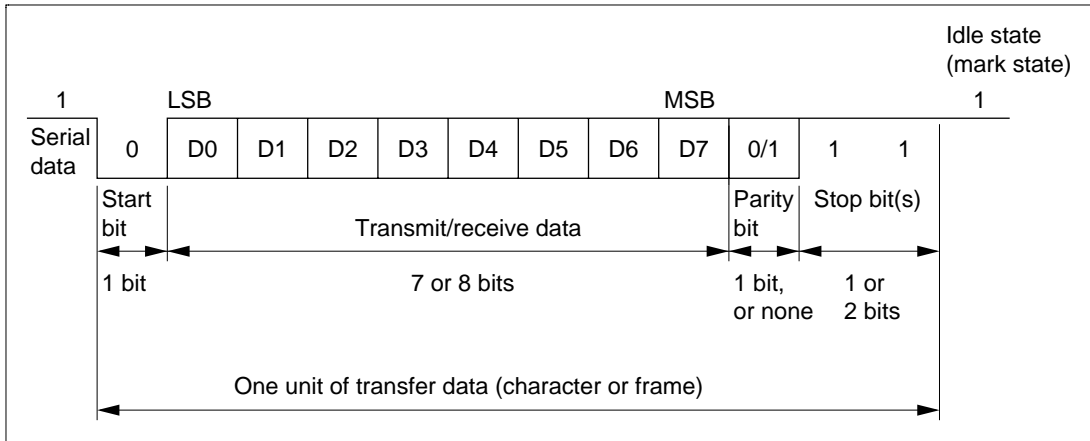 Idle state
(mark state)
1 LSB MSB 1
Serial
data
0 D0 D1 D2 D3 D4 D5 D6 D7 0/1 1 1
Start
bit
Transmit/receive data
Parity
bit
Stop bit(s)
1 bit
7 or 8 bits
1 bit,
or none
1 or
2 bits
One unit of transfer data (character or frame)